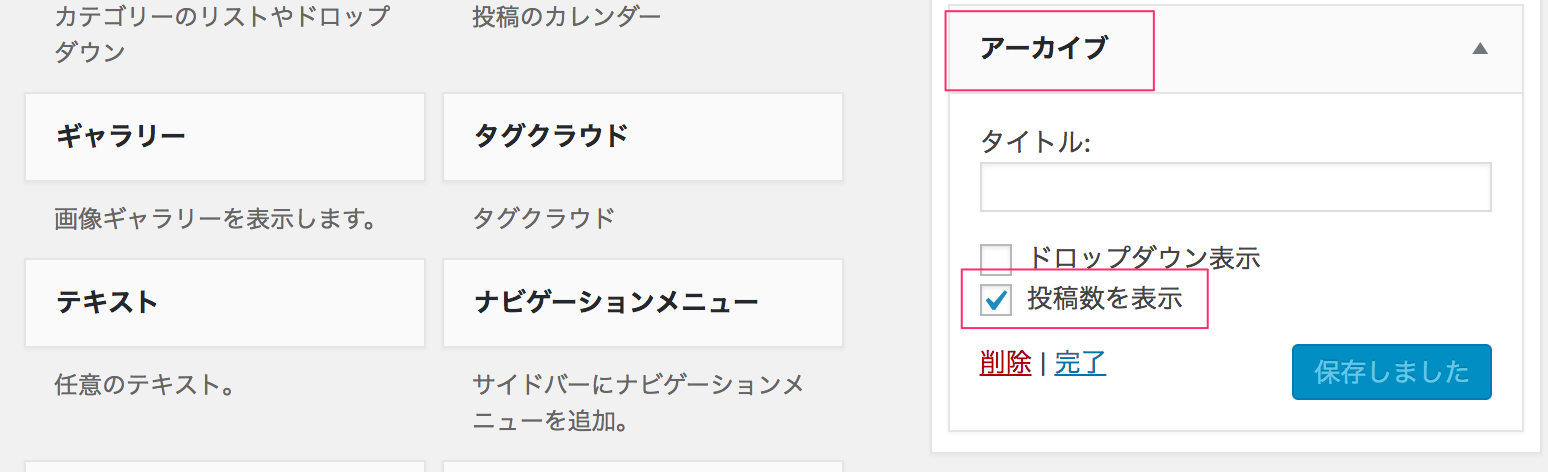 カテゴリーのリストやドロップ
ダウン
投稿のカレンダー
ギャラリー
タグクラウド
画像ギャラリーを表示します。
タグクラウド
テキスト
ナビゲーションメニュー
任意のテキスト。
サイドバーにナビゲーションメ
ニューを追加。
アーカイブ
タイトル:
ドロップダウン表示
投稿数を表示
削除 | 完了
保存しました